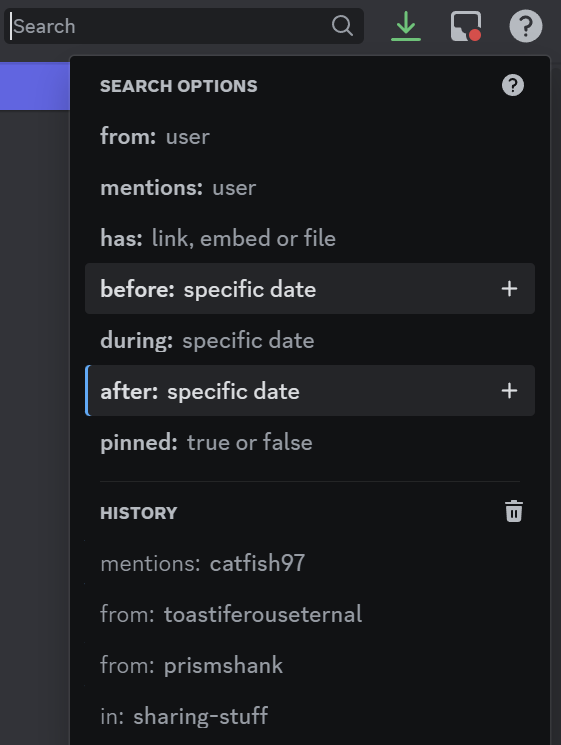 Search
SEARCH OPTIONS
from: user
mentions: user
has: link, embed or file
before: specific date
during: specific date
after: specific date
pinned: true or false
HISTORY
mentions: catfish97
from: toastiferouseternal
from: prismshank
in: sharing-stuff